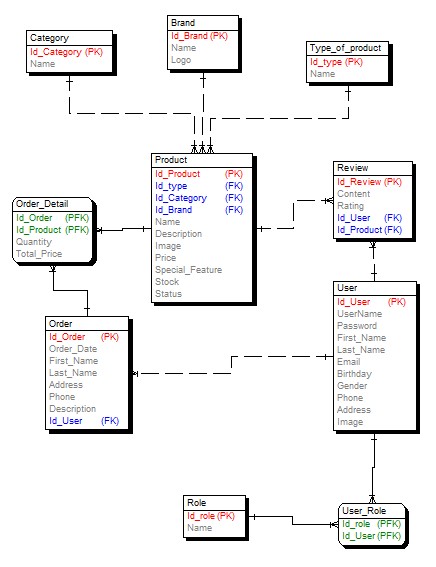 Category
Id_Category (PK)
Name
Brand
Id_Brand (PK)
Name
Logo
Type_of_product
Id_type (PK)
Name
Product
Id_Product (PK)
Id_type (FK)
Id_Category (FK)
Id_Brand (FK)
Name
Description
Image
Price
Special_Feature
Stock
Status
Review
Id_Review (PK)
Content
Rating
Id_User (FK)
Id_Product (FK)
Order_Detail
Id_Order (PFK)
Id_Product (PFK)
Quantity
Total_Price
User
Id_User (PK)
UserName
Password
First_Name
Last_Name
Email
Birthday
Gender
Phone
Address
Image
Order
Id_Order (PK)
Order_Date
First_Name
Last_Name
Address
Phone
Description
Id_User (FK)
Role
Id_role (PK)
Name
User_Role
Id_role (PFK)
Id_User (PFK)